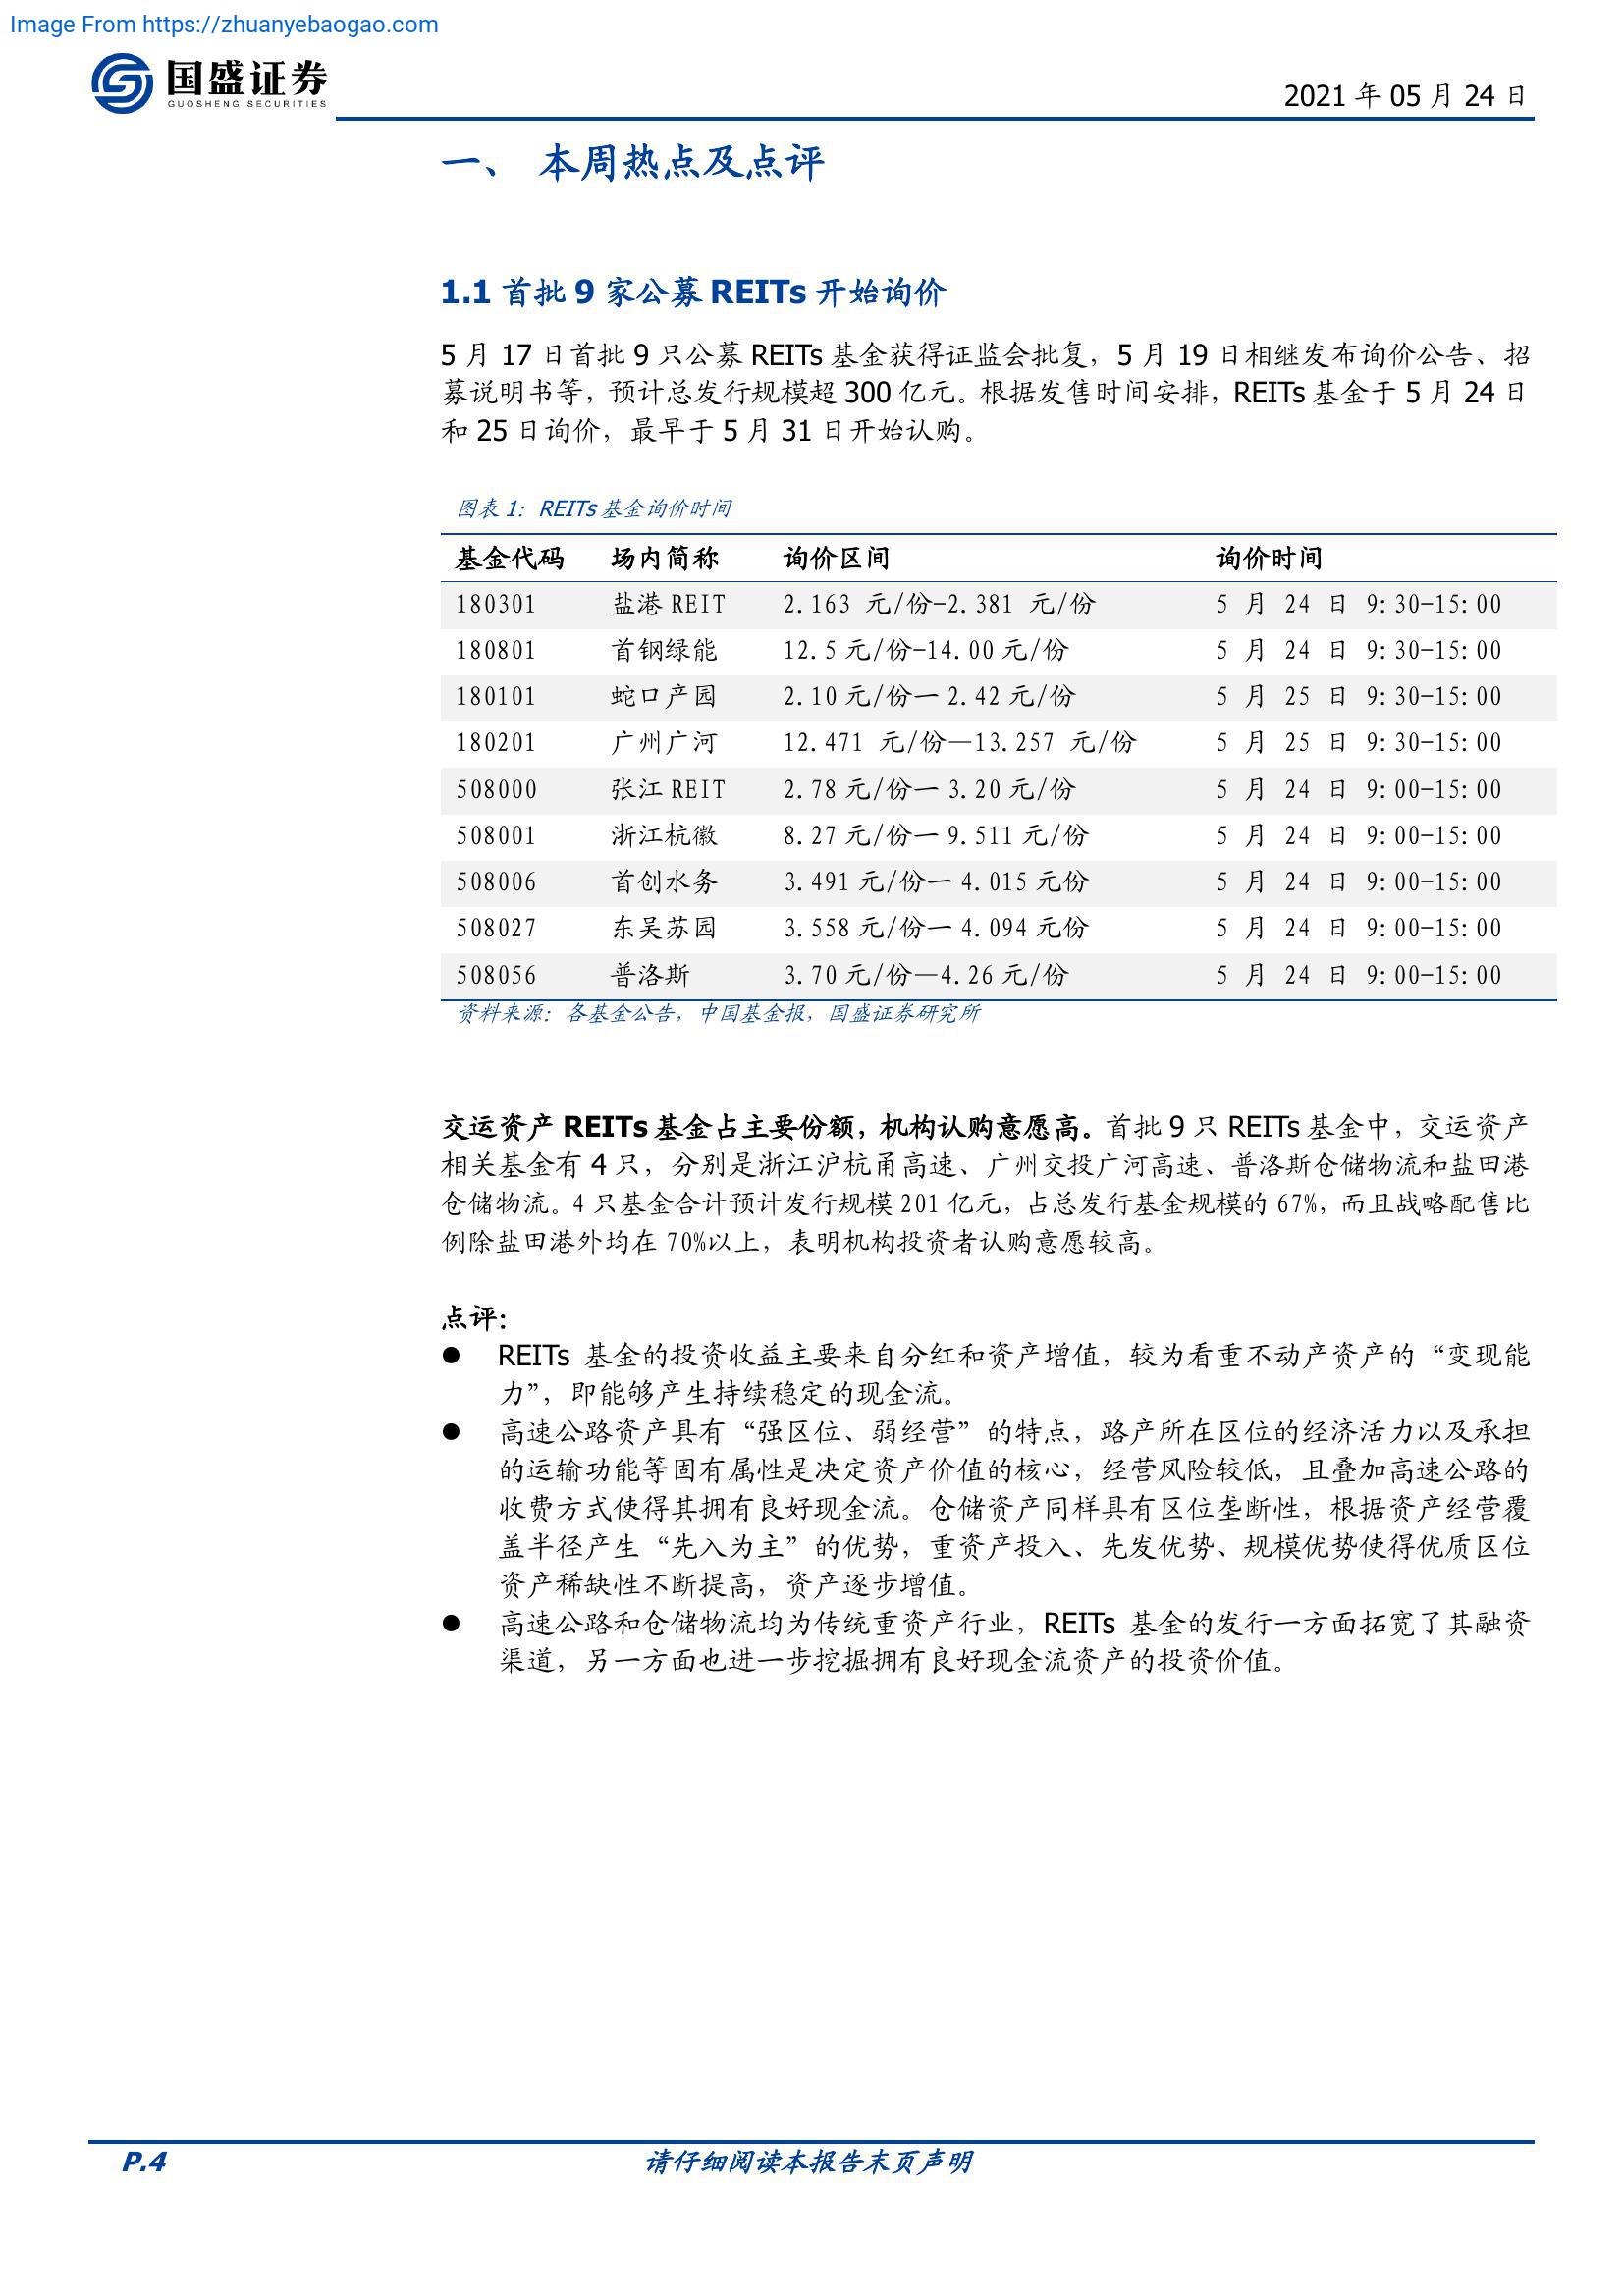 Image From https://zhuanyebaogao.com
国盛证券
GUOSHENG SECURITIES
2021 年 05 月 24 日
一、 本周热点及点评
1.1 首批 9 家公募 REITs 开始询价
5 月 17 日首批 9 只公募 REITs 基金获得证监会批复，5 月 19 日相继发布询价公告、招
募说明书等，预计总发行规模超 300 亿元。根据发售时间安排，REITs 基金于 5 月 24 日
和 25 日询价，最早于 5 月 31 日开始认购。
图表 1：REITs 基金询价时间
基金代码 场内简称 询价区间 询价时间
180301 盐港 REIT 2.163 元/份-2.381 元/份 5 月 24 日 9:30-15:00
180801 首钢绿能 12.5 元/份-14.00 元/份 5 月 24 日 9:30-15:00
180101 蛇口产园 2.10 元/份一 2.42 元/份 5 月 25 日 9:30-15:00
180201 广州广河 12.471 元/份—13.257 元/份 5 月 25 日 9:30-15:00
508000 张江 REIT 2.78 元/份一 3.20 元/份 5 月 24 日 9:00-15:00
508001 浙江杭徽 8.27 元/份一 9.511 元/份 5 月 24 日 9:00-15:00
508006 首创水务 3.491 元/份一 4.015 元份 5 月 24 日 9:00-15:00
508027 东吴苏园 3.558 元/份一 4.094 元份 5 月 24 日 9:00-15:00
508056 普洛斯 3.70 元/份—4.26 元/份 5 月 24 日 9:00-15:00
资料来源：各基金公告，中国基金报，国盛证券研究所
交运资产 REITs 基金占主要份额，机构认购意愿高。首批 9 只 REITs 基金中，交运资产
相关基金有 4 只，分别是浙江沪杭甬高速、广州交投广河高速、普洛斯仓储物流和盐田港
仓储物流。4 只基金合计预计发行规模 201 亿元，占总发行基金规模的 67%，而且战略配售比
例除盐田港外均在 70%以上，表明机构投资者认购意愿较高。
点评：
● REITs 基金的投资收益主要来自分红和资产增值，较为看重不动产资产的“变现能
力”，即能够产生持续稳定的现金流。
● 高速公路资产具有“强区位、弱经营”的特点，路产所在区位的经济活力以及承担
的运输功能等固有属性是决定资产价值的核心，经营风险较低，且叠加高速公路的
收费方式使得其拥有良好现金流。仓储资产同样具有区位垄断性，根据资产经营覆
盖半径产生“先入为主”的优势，重资产投入、先发优势、规模优势使得优质区位
资产稀缺性不断提高，资产逐步增值。
● 高速公路和仓储物流均为传统重资产行业，REITs 基金的发行一方面拓宽了其融资
渠道，另一方面也进一步挖掘拥有良好现金流资产的投资价值。
P.4 请仔细阅读本报告末页声明